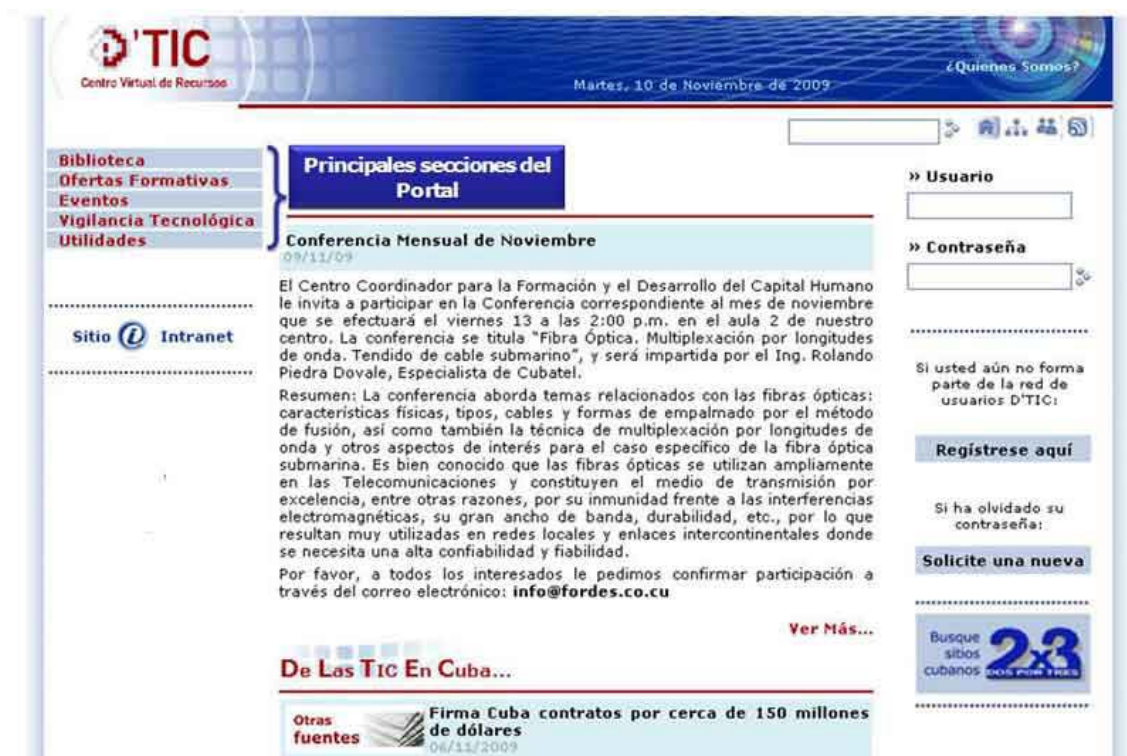 D'TIC
Centro Virtual de Recursos
¿Quienes Somos?
Martes, 10 de Noviembre de 2009
Biblioteca
Ofertas Formativas
Eventos
Vigilancia Tecnológica
Utilidades
Sitio Intranet
Principales secciones del
Portal
Conferencia Mensual de Noviembre
09/11/09
El Centro Coordinador para la Formación y el Desarrollo del Capital Humano
le invita a participar en la Conferencia correspondiente al mes de noviembre
que se efectuará el viernes 13 a las 2:00 p.m. en el aula 2 de nuestro
centro. La conferencia se titula "Fibra Óptica. Multiplexación por longitudes
de onda. Tendido de cable submarino", y será impartida por el Ing. Rolando
Piedra Dovale, Especialista de Cubatel.
Resumen: La conferencia aborda temas relacionados con las fibras ópticas:
características físicas, tipos, cables y formas de empalmado por el método
de fusión, así como también la técnica de multiplexación por longitudes de
onda y otros aspectos de interés para el caso específico de la fibra óptica
submarina. Es bien conocido que las fibras ópticas se utilizan ampliamente
en las Telecomunicaciones y constituyen el medio de transmisión por
excelencia, entre otras razones, por su inmunidad frente a las interferencias
electromagnéticas, su gran ancho de banda, durabilidad, etc., por lo que
resultan muy utilizadas en redes locales y enlaces intercontinentales donde
se necesita una alta confiabilidad y fiabilidad.
Por favor, a todos los interesados le pedimos confirmar participación a
través del correo electrónico: info@fordes.co.cu
Ver Más...
De Las Tic En Cuba...
Otras
fuentes
Firma Cuba contratos por cerca de 150 millones
de dólares
06/11/2009
» Usuario
» Contraseña
Si usted aún no forma
parte de la red de
usuarios D'TIC:
Regístrese aquí
Si ha olvidado su
contraseña:
Solicite una nueva
Busque
sitios
cubanos
2x3
DOS POR TRES